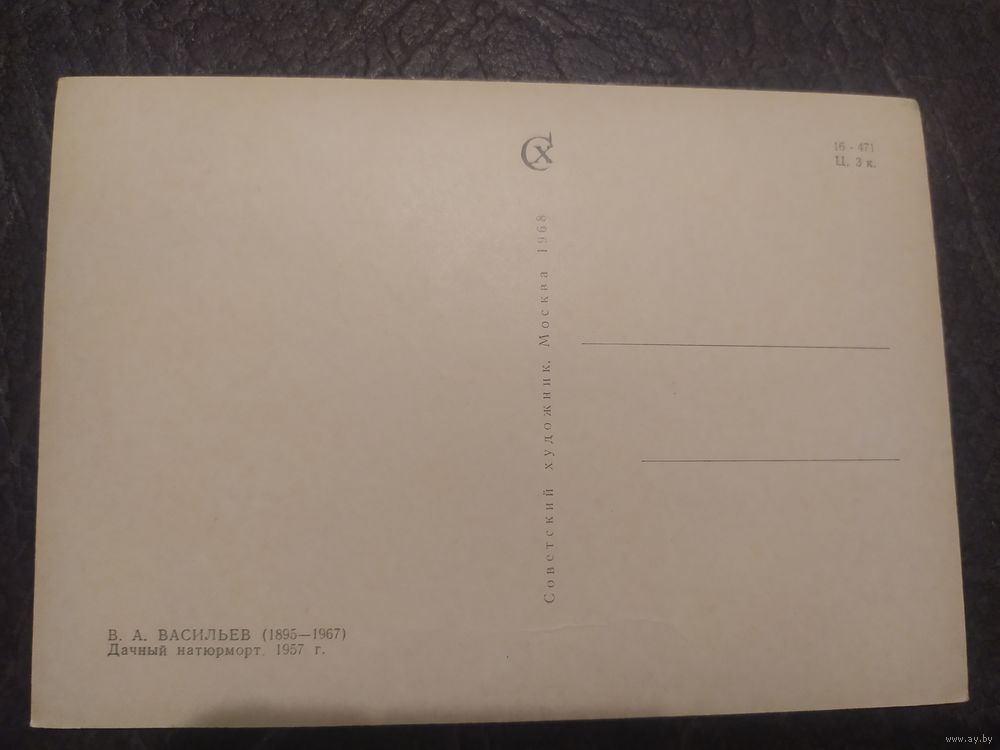 СХ
16 - 471
Ц. 3 к.
Советский художник. Москва 1968
В. А. ВАСИЛЬЕВ (1895—1967)
Дачный натюрморт. 1957 г.
www.ay.by